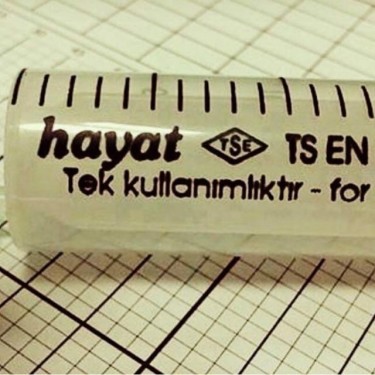 hayat TSE TS EN
Tek kullanımlıktır - for